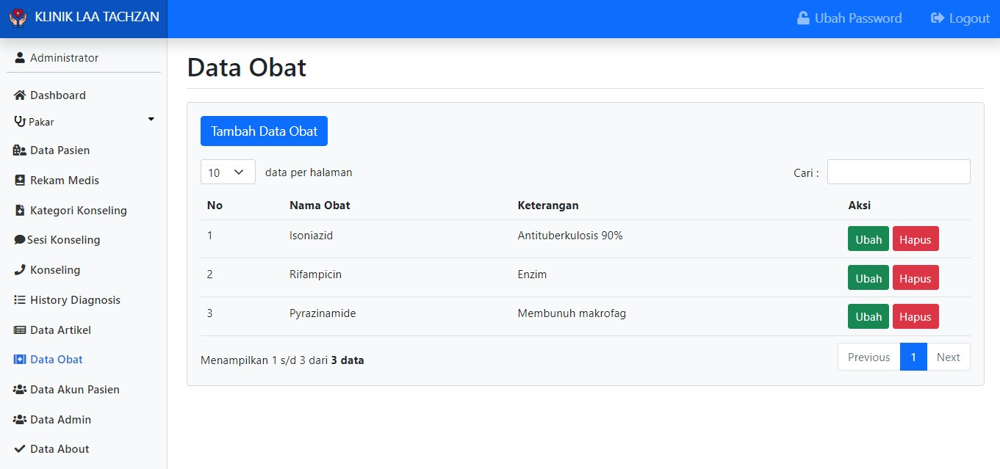 KLINIK LAA TACHZAN
Ubah Password
Logout
Administrator
Dashboard
Pakar
Data Pasien
Rekam Medis
Kategori Konseling
Sesi Konseling
Konseling
History Diagnosis
Data Artikel
Data Obat
Data Akun Pasien
Data Admin
Data About
Data Obat
Tambah Data Obat
10 data per halaman
Cari :
No Nama Obat Keterangan Aksi
1 Isoniazid Antituberkulosis 90% Ubah Hapus
2 Rifampicin Enzim Ubah Hapus
3 Pyrazinamide Membunuh makrofag Ubah Hapus
Menampilkan 1 s/d 3 dari 3 data
Previous 1 Next